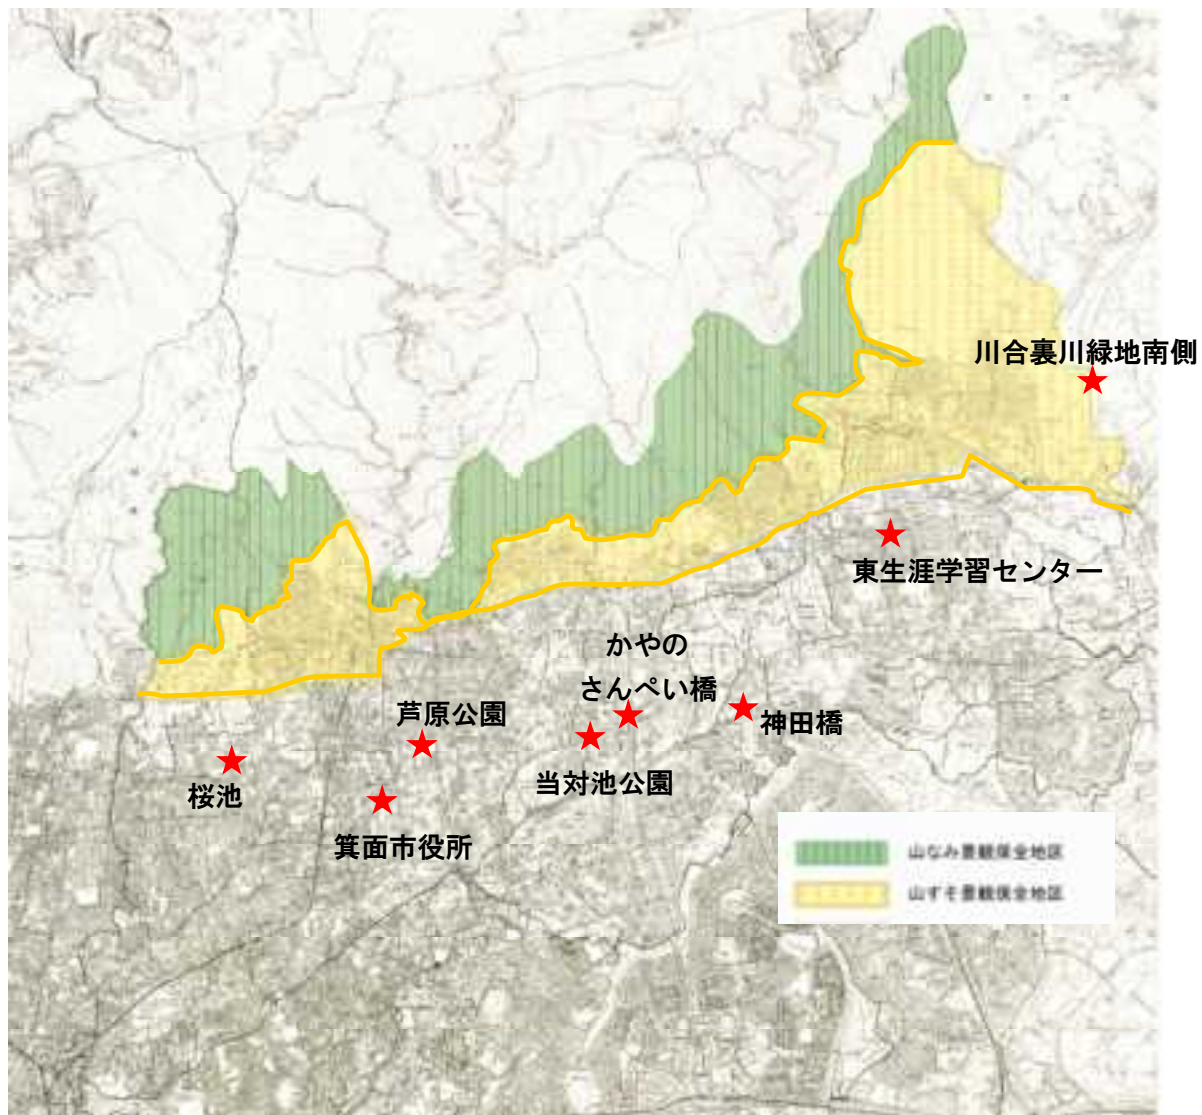 川合裏川緑地南側
東生涯学習センター
かやの
さんぺい橋
神田橋
芦原公園
当対池公園
桜池
箕面市役所
山なみ景観保全地区
山すそ景観保全地区